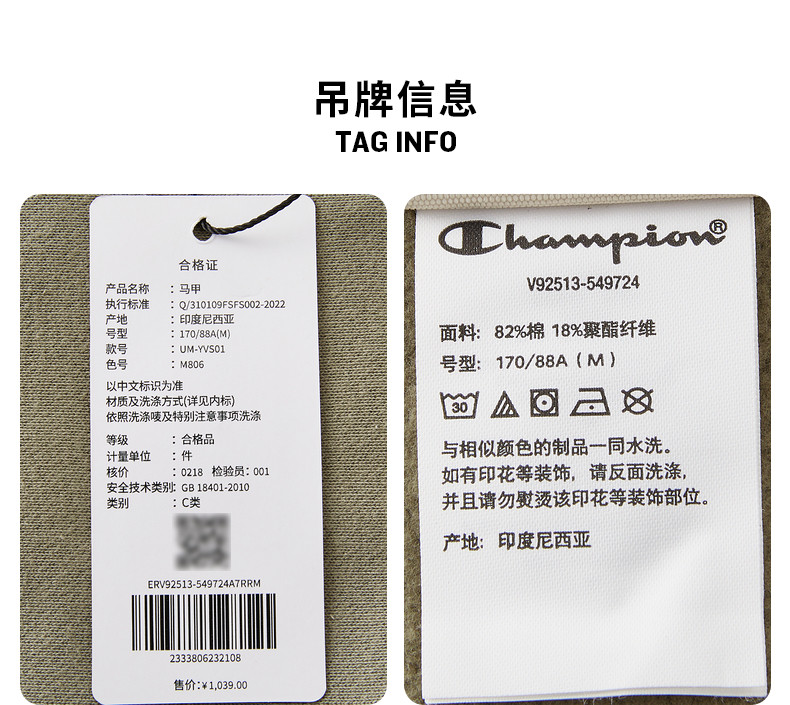 吊牌信息
TAG INFO
合格证
产品名称 : 马甲
执行标准 : Q/310109FSFS002-2022
产地 : 印度尼西亚
号型 : 170/88A(M)
款号 : UM-YVS01
色号 : M806
以中文标识为准
材质及洗涤方式(详见内标)
依照洗涤唛及特别注意事项洗涤
等级 : 合格品
计量单位 : 件
核价 : 0218 检验员: 001
安全技术类别: GB 18401-2010
类别 : C类
ERV92513-549724A7RRM
2333806232108
售价:¥1,039.00
Champion®
V92513-549724
面料: 82%棉 18%聚酯纤维
号型: 170/88A (M)
30
与相似颜色的制品一同水洗。
如有印花等装饰，请反面洗涤，
并且请勿熨烫该印花等装饰部位。
产地: 印度尼西亚